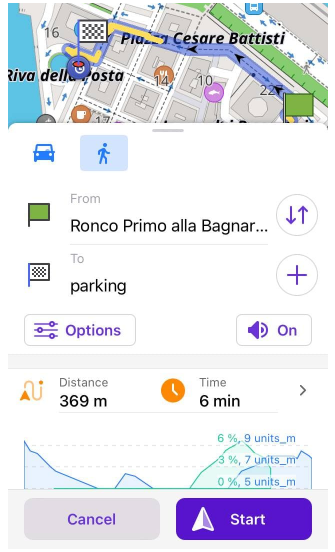 16
Piazza Cesare Battisti
Riva della Posta
14
10
22
From
Ronco Primo alla Bagnar...
To
parking
Options
On
Distance
369 m
Time
6 min
6 %, 9 units_m
3 %, 7 units_m
0 %, 5 units_m
Cancel
Start